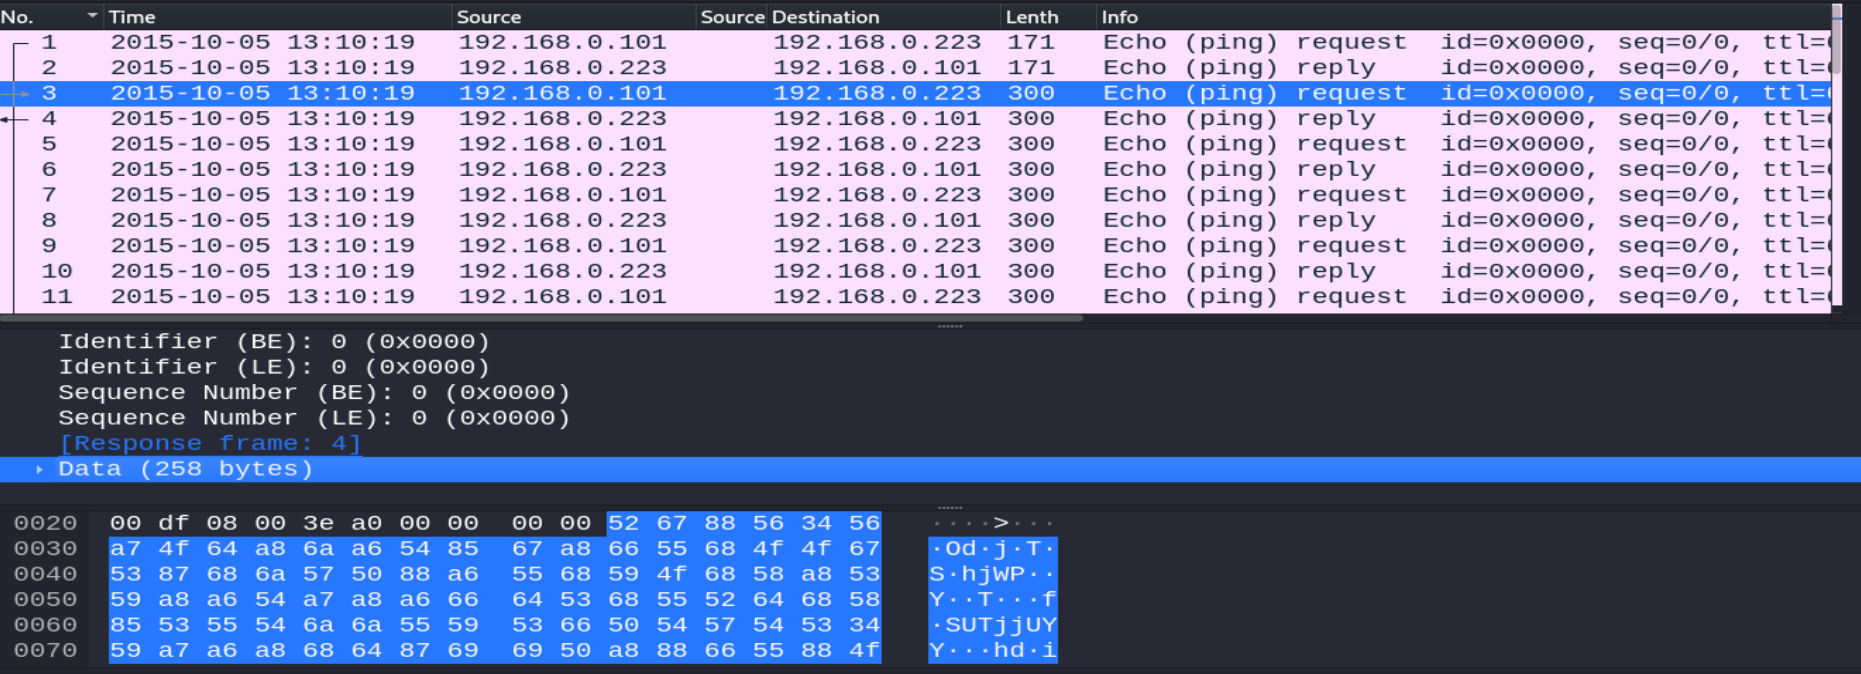 No. Time Source Source Destination Lenth Info
1 2015-10-05 13:10:19 192.168.0.101 192.168.0.223 171 Echo (ping) request id=0x0000, seq=0/0, ttl=
2 2015-10-05 13:10:19 192.168.0.223 192.168.0.101 171 Echo (ping) reply id=0x0000, seq=0/0, ttl=
3 2015-10-05 13:10:19 192.168.0.101 192.168.0.223 300 Echo (ping) request id=0x0000, seq=0/0, ttl=
4 2015-10-05 13:10:19 192.168.0.223 192.168.0.101 300 Echo (ping) reply id=0x0000, seq=0/0, ttl=
5 2015-10-05 13:10:19 192.168.0.101 192.168.0.223 300 Echo (ping) request id=0x0000, seq=0/0, ttl=
6 2015-10-05 13:10:19 192.168.0.223 192.168.0.101 300 Echo (ping) reply id=0x0000, seq=0/0, ttl=
7 2015-10-05 13:10:19 192.168.0.101 192.168.0.223 300 Echo (ping) request id=0x0000, seq=0/0, ttl=
8 2015-10-05 13:10:19 192.168.0.223 192.168.0.101 300 Echo (ping) reply id=0x0000, seq=0/0, ttl=
9 2015-10-05 13:10:19 192.168.0.101 192.168.0.223 300 Echo (ping) request id=0x0000, seq=0/0, ttl=
10 2015-10-05 13:10:19 192.168.0.223 192.168.0.101 300 Echo (ping) reply id=0x0000, seq=0/0, ttl=
11 2015-10-05 13:10:19 192.168.0.101 192.168.0.223 300 Echo (ping) request id=0x0000, seq=0/0, ttl=
Identifier (BE): 0 (0x0000)
Identifier (LE): 0 (0x0000)
Sequence Number (BE): 0 (0x0000)
Sequence Number (LE): 0 (0x0000)
[Response frame: 4]
Data (258 bytes)
0020 00 df 08 00 3e a0 00 00 00 00 52 67 88 56 34 56 ····>···
0030 a7 4f 64 a8 6a a6 54 85 67 a8 66 55 68 4f 4f 67 ·Od·j·T·
0040 53 87 68 6a 57 50 88 a6 55 68 59 4f 68 58 a8 53 S·hjWP··
0050 59 a8 a6 54 a7 a8 a6 66 64 53 68 55 52 64 68 58 Y··T···f
0060 85 53 55 54 6a 6a 55 59 53 66 50 54 57 54 53 34 ·SUTjjUY
0070 59 a7 a6 a8 68 64 87 69 69 50 a8 88 66 55 88 4f Y···hd·i